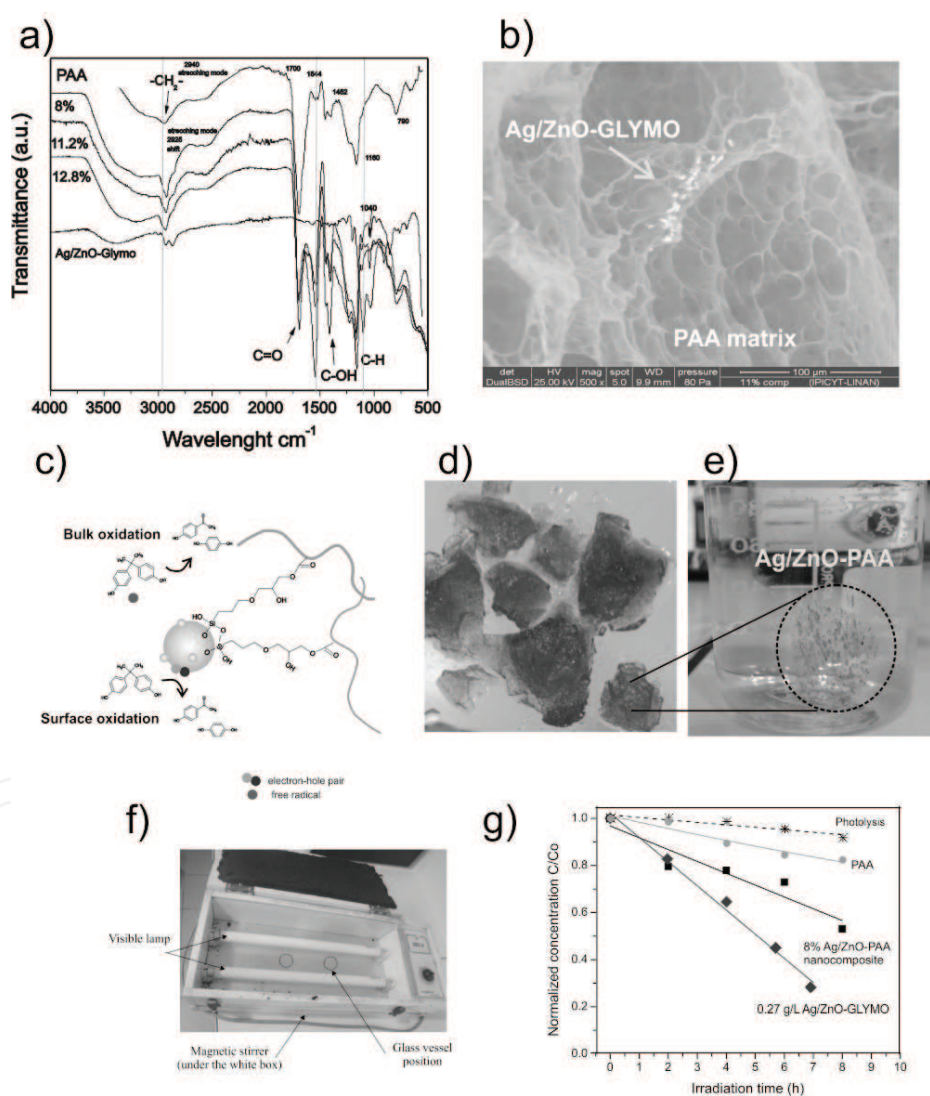 a)
PAA
8%
11.2%
12.8%
Ag/ZnO-Glymo
-CH2-
2940
strecching mode
strecching mode
2925
shift
1700
1544
1452
1160
790
1040
C=O
C-OH
C-H
Transmittance (a.u.)
4000 3500 3000 2500 2000 1500 1000 500
Wavelenght cm-1
b)
Ag/ZnO-GLYMO
PAA matrix
det HV mag spot WD pressure 100 µm
DualBSD 25.00 kV 500 x 5.0 9.9 mm 80 Pa 11% comp (IPICYT-LINAN)
c)
Bulk oxidation
Surface oxidation
electron-hole pair
free radical
d)
e)
Ag/ZnO-PAA
f)
Visible lamp
Magnetic stirrer
(under the white box)
Glass vessel
position
g)
Normalized concentration C/Co
1.0
0.8
0.6
0.4
0.2
0.0
Photolysis
PAA
8% Ag/ZnO-PAA
nanocomposite
0.27 g/L Ag/ZnO-GLYMO
0 1 2 3 4 5 6 7 8 9 10
Irradiation time (h)